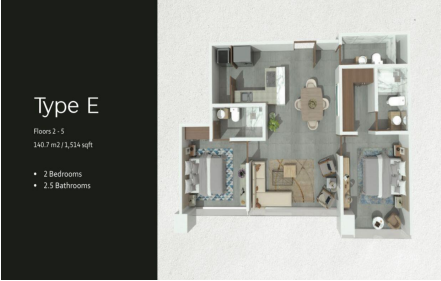 Type E
Floors 2 - 5
140.7 m2 / 1,514 sqft
• 2 Bedrooms
• 2.5 Bathrooms